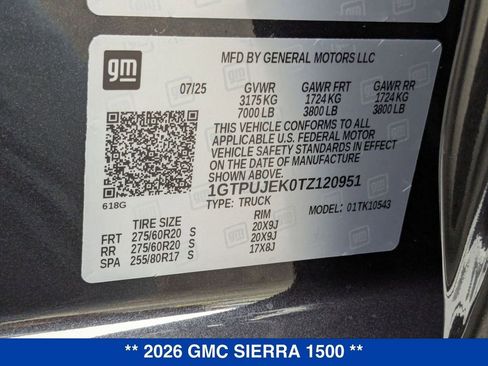 gm
MFD BY GENERAL MOTORS LLC
07/25 GVWR GAWR FRT GAWR RR
3175 KG 1724 KG 1724 KG
7000 LB 3800 LB 3800 LB
THIS VEHICLE CONFORMS TO ALL
APPLICABLE U.S. FEDERAL MOTOR
VEHICLE SAFETY STANDARDS IN EFFECT
ON THE DATE OF MANUFACTURE SHOWN ABOVE.
1GTPUJEK0TZ120951
618G TYPE: TRUCK MODEL: 01TK10543
TIRE SIZE RIM
FRT 275/60R20 S 20X9J
RR 275/60R20 S 20X9J
SPA 255/80R17 S 17X8J
** 2026 GMC SIERRA 1500 **